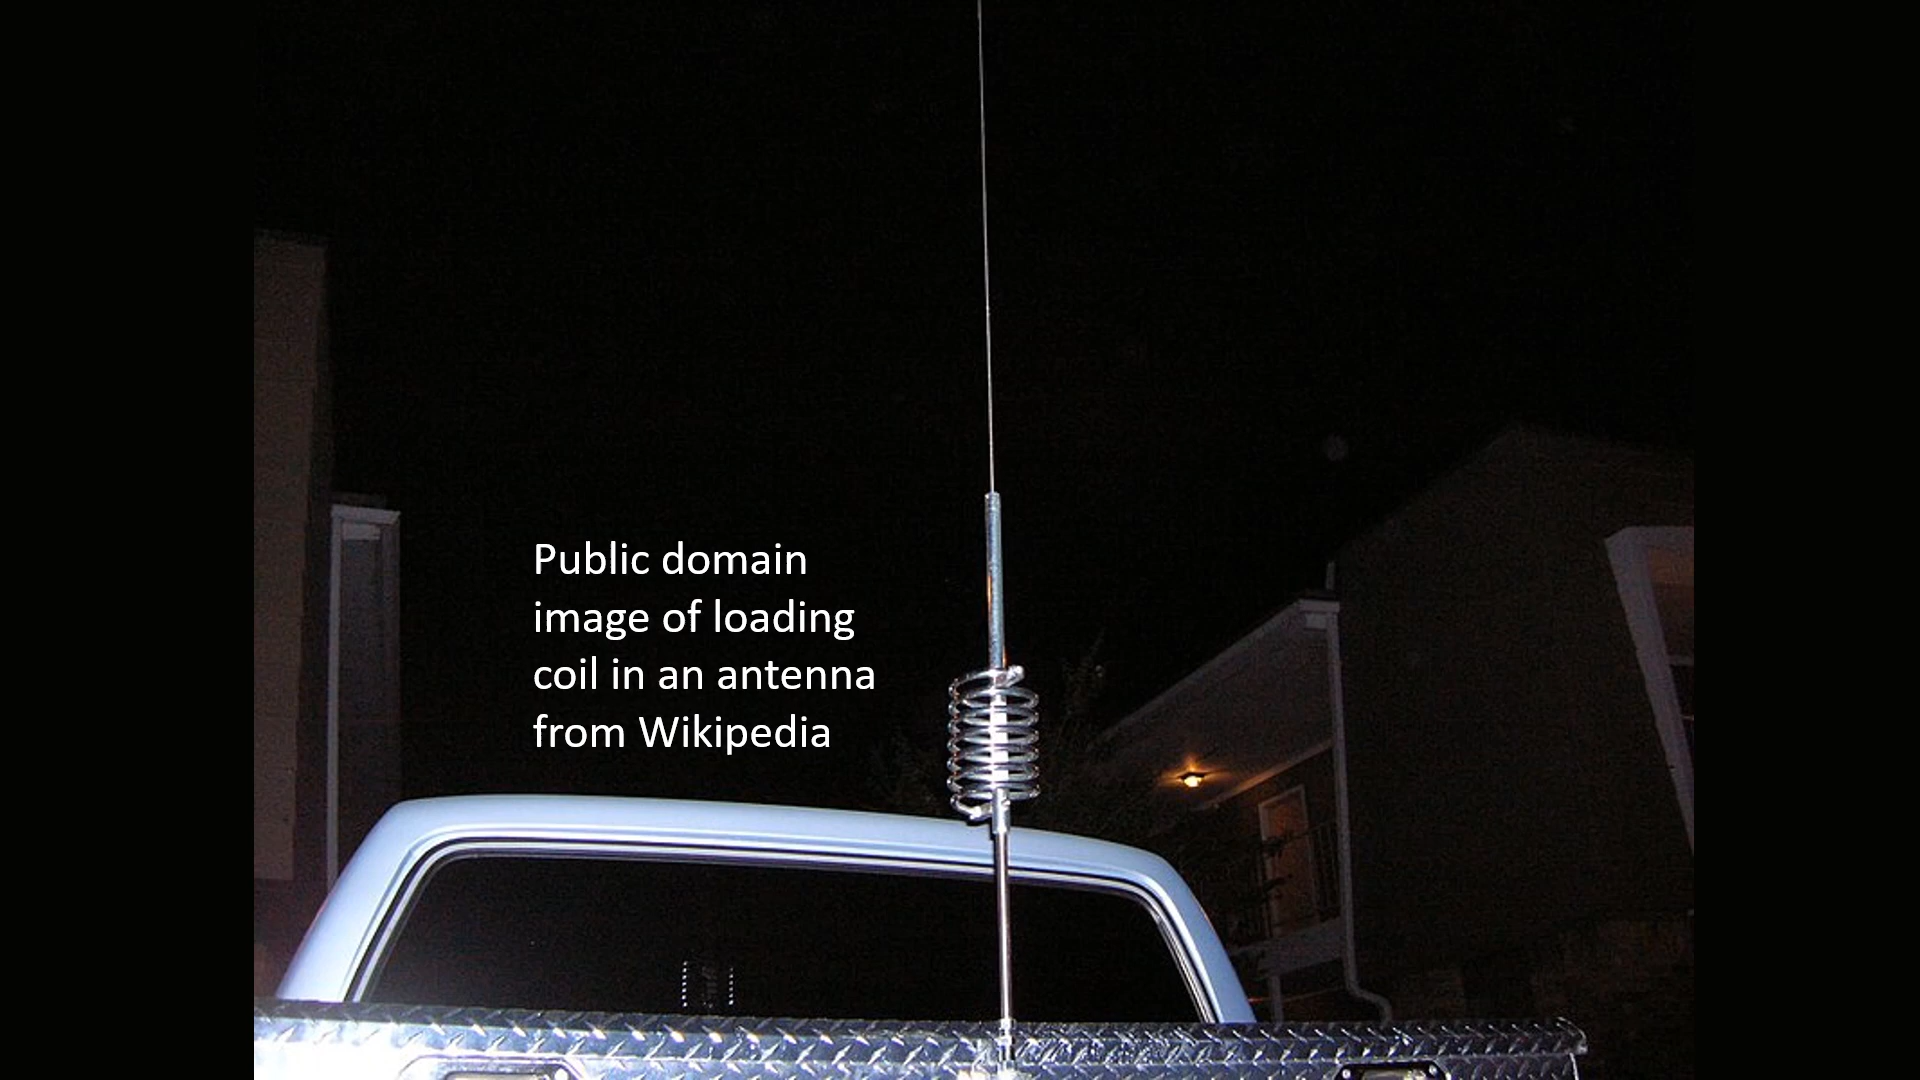 Public domain
image of loading
coil in an antenna
from Wikipedia